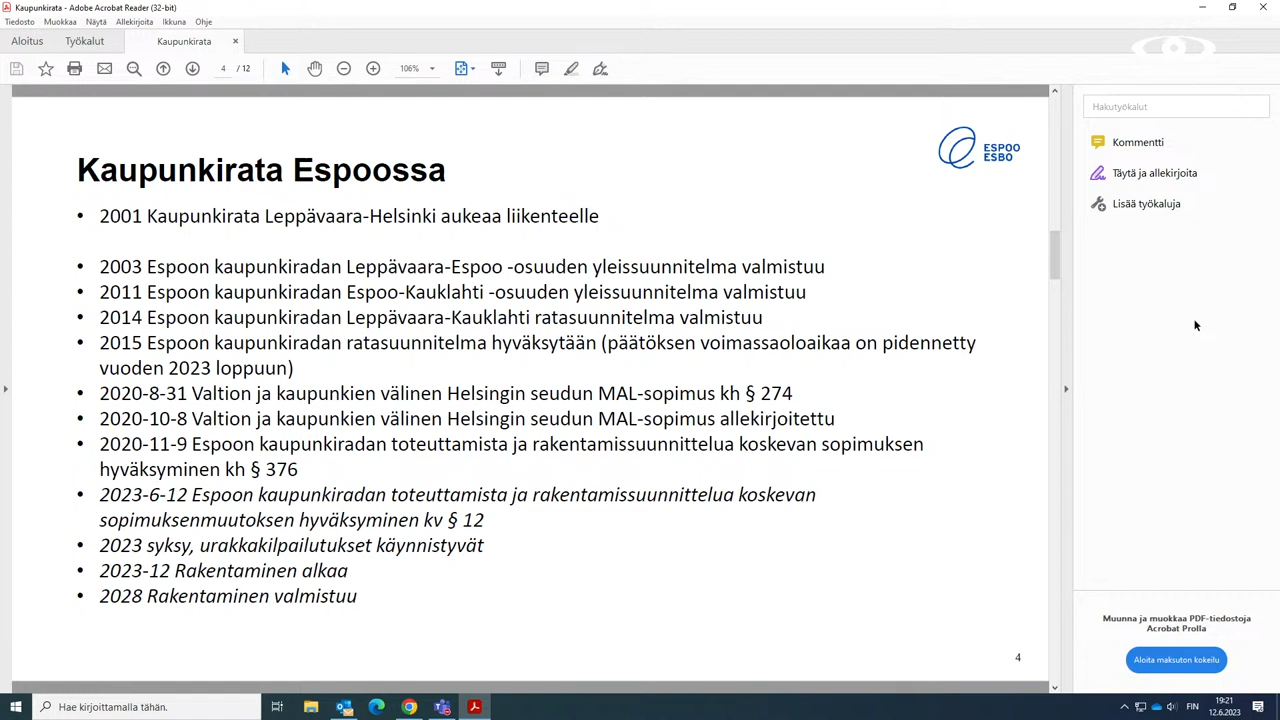 Kaupunkirata - Adobe Acrobat Reader (32-bit)
Tiedosto Muokkaa Näytä Allekirjoita Ikkuna Ohje
Aloitus Työkalut Kaupunkirata ×
4 / 12 106%
Hakutyökalut
Kommentti
Täytä ja allekirjoita
Lisää työkaluja
ESPOO
ESBO
Kaupunkirata Espoossa
• 2001 Kaupunkirata Leppävaara-Helsinki aukeaa liikenteelle
• 2003 Espoon kaupunkiradan Leppävaara-Espoo -osuuden yleissuunnitelma valmistuu
• 2011 Espoon kaupunkiradan Espoo-Kauklahti -osuuden yleissuunnitelma valmistuu
• 2014 Espoon kaupunkiradan Leppävaara-Kauklahti ratasuunnitelma valmistuu
• 2015 Espoon kaupunkiradan ratasuunnitelma hyväksytään (päätöksen voimassaoloaikaa on pidennetty
vuoden 2023 loppuun)
• 2020-8-31 Valtion ja kaupunkien välinen Helsingin seudun MAL-sopimus kh § 274
• 2020-10-8 Valtion ja kaupunkien välinen Helsingin seudun MAL-sopimus allekirjoitettu
• 2020-11-9 Espoon kaupunkiradan toteuttamista ja rakentamissuunnittelua koskevan sopimuksen
hyväksyminen kh § 376
• 2023-6-12 Espoon kaupunkiradan toteuttamista ja rakentamissuunnittelua koskevan
sopimuksenmuutoksen hyväksyminen kv § 12
• 2023 syksy, urakkakilpailutukset käynnistyvät
• 2023-12 Rakentaminen alkaa
• 2028 Rakentaminen valmistuu
4
Muunna ja muokkaa PDF-tiedostoja
Acrobat Prolla
Aloita maksuton kokeilu
Hae kirjoittamalla tähän.
FIN
19:21
12.6.2023